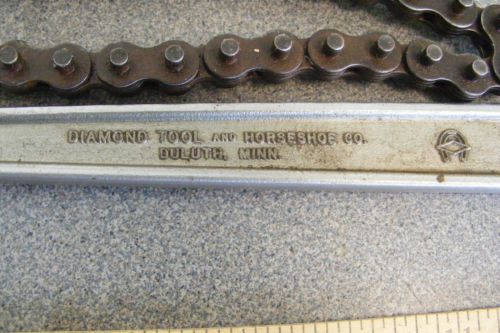 DIAMOND TOOL AND HORSESHOE CO.
DULUTH, MINN.